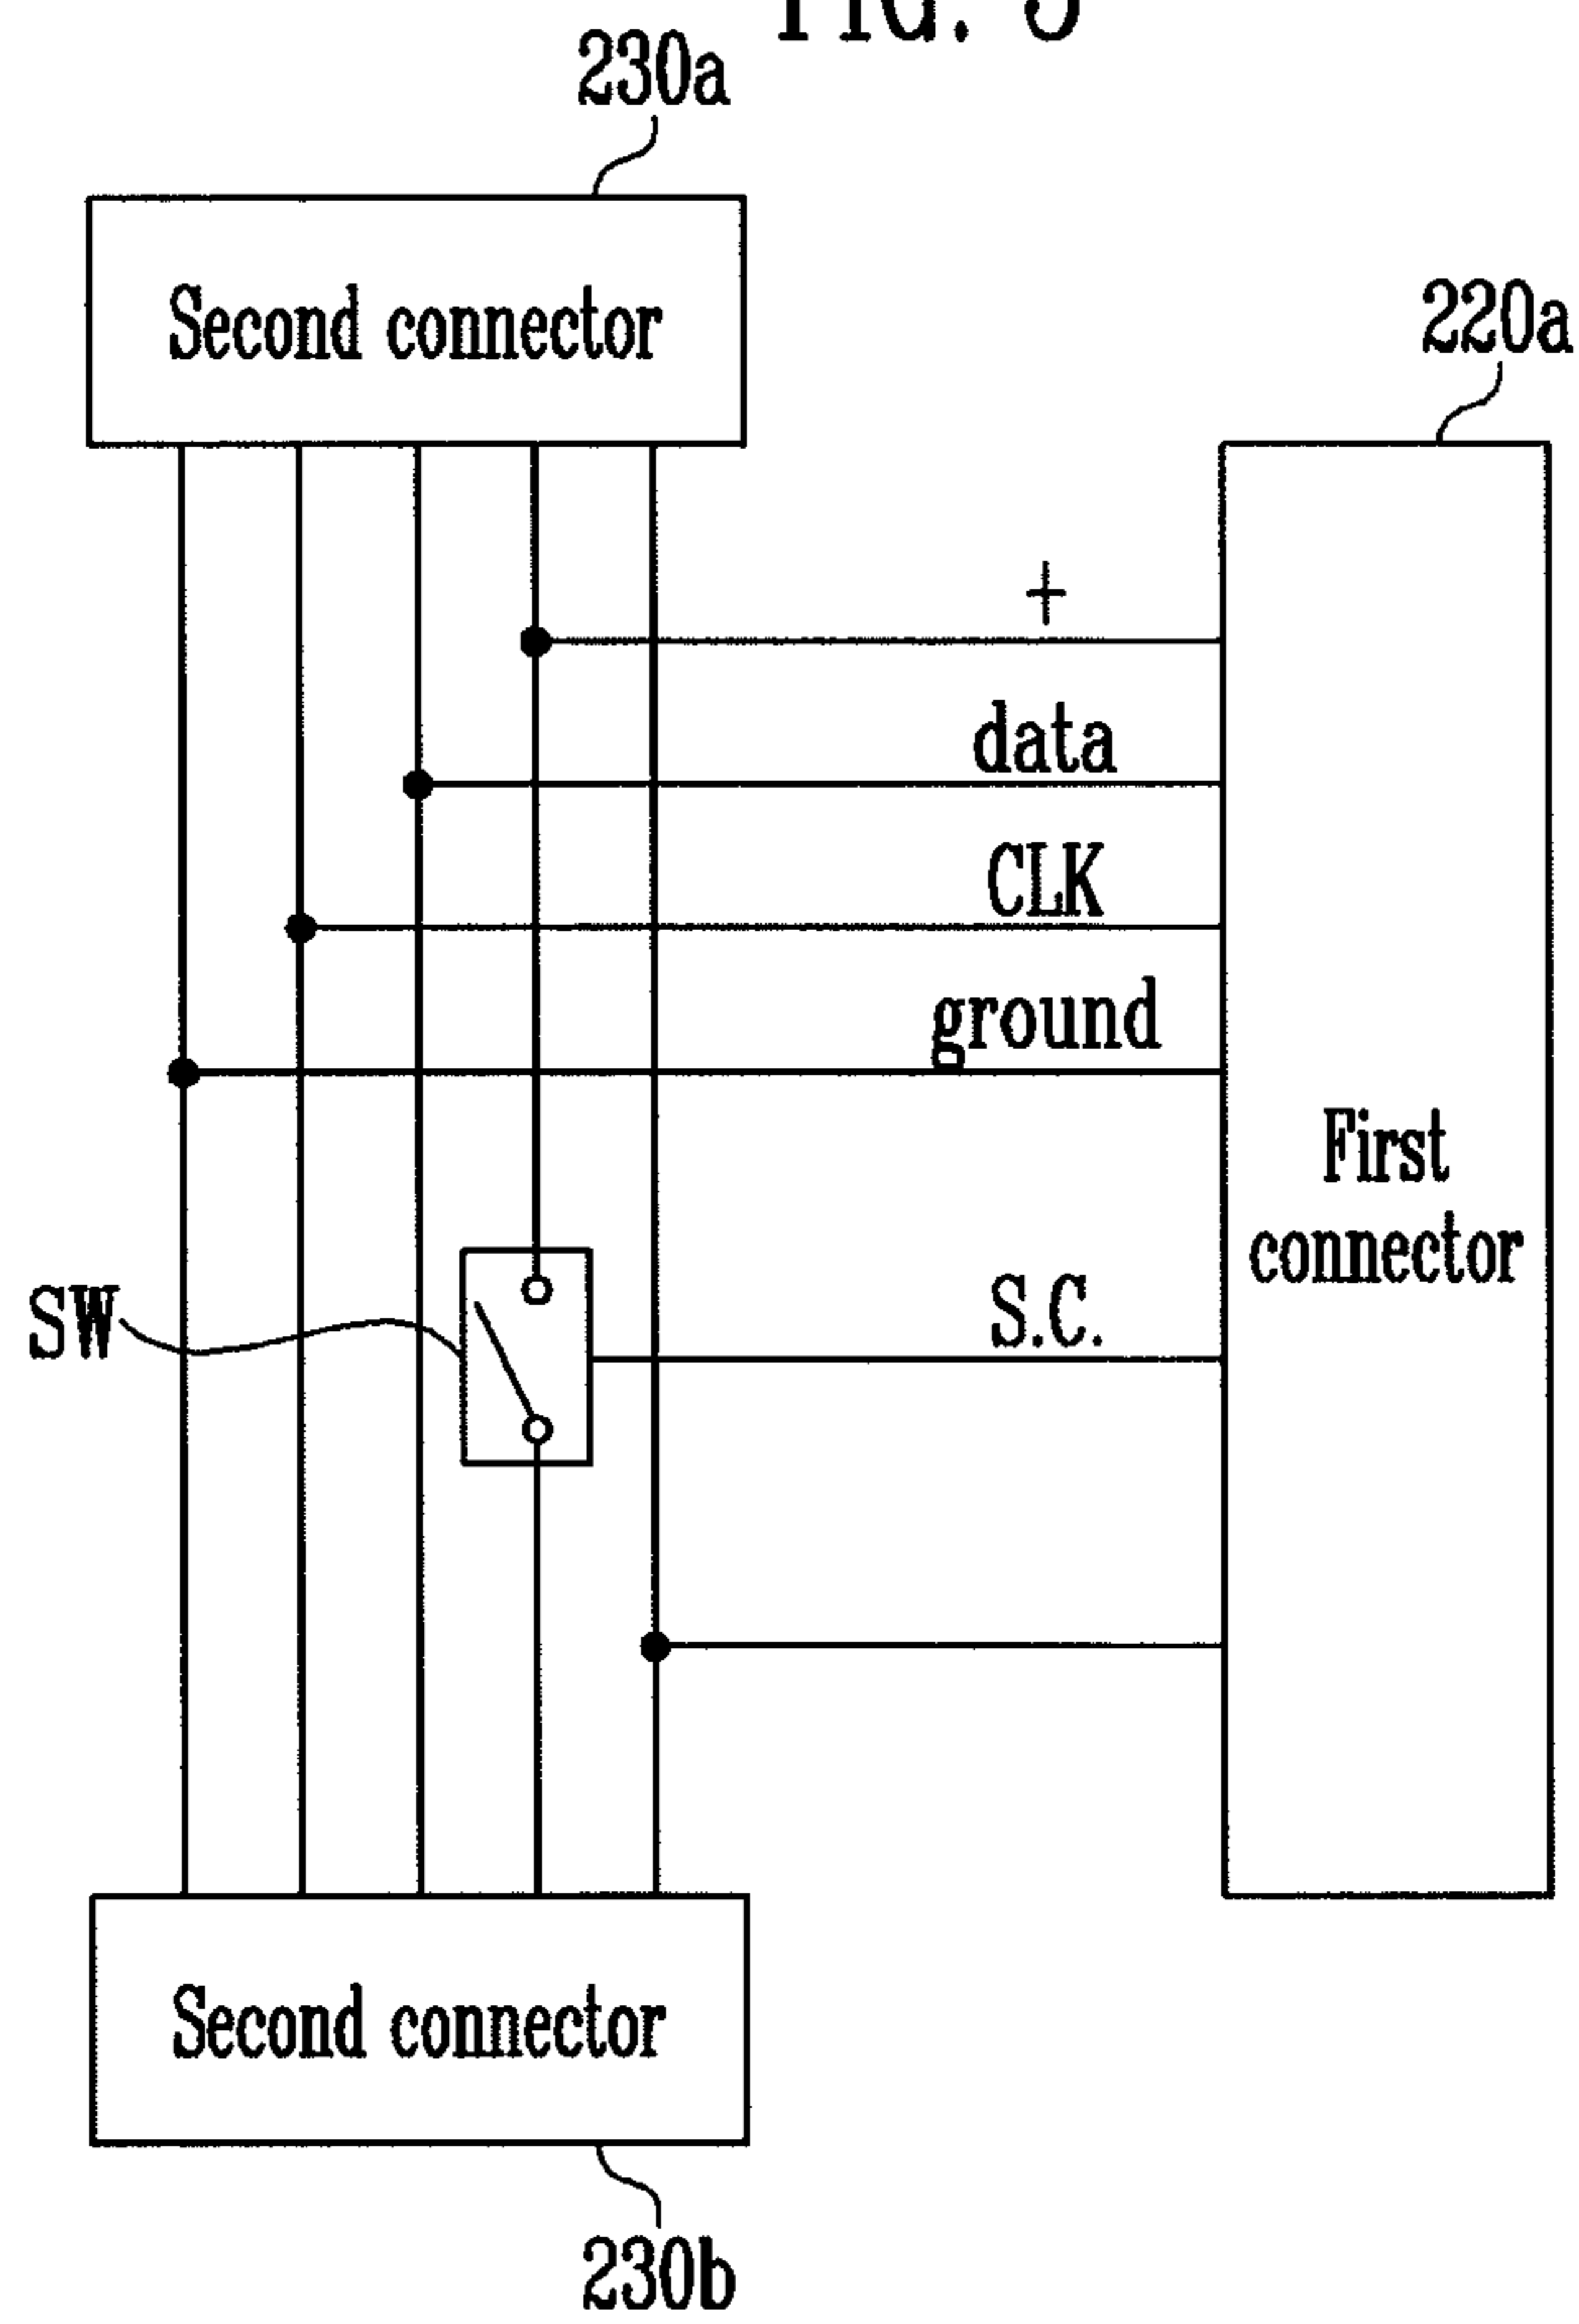 230a
Second connector
220a
+
data
CLK
ground
First
connector
SW
S.C.
Second connector
230b